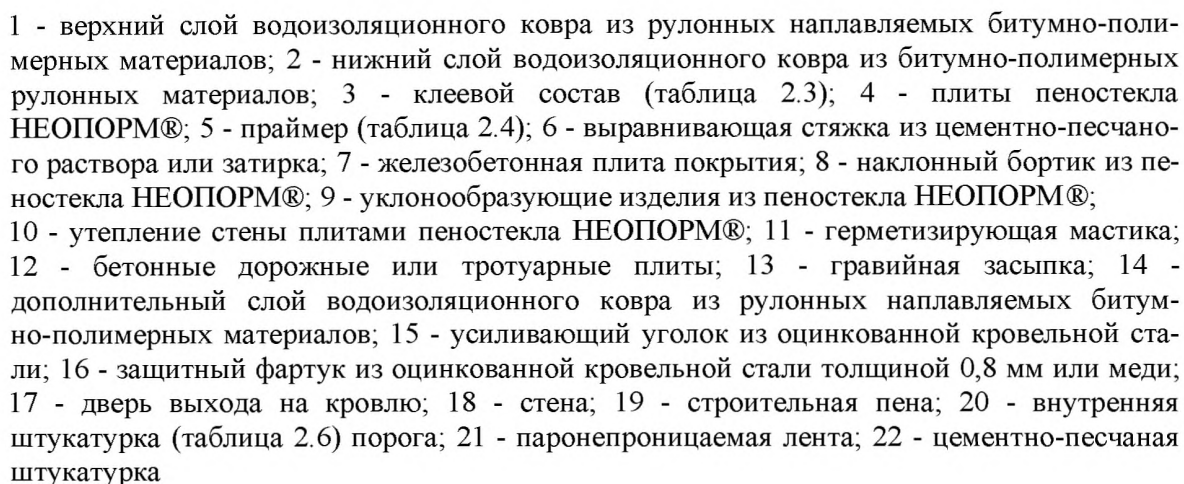 1 - верхний слой водоизоляционного ковра из рулонных наплавляемых битумно-поли-
мерных материалов; 2 - нижний слой водоизоляционного ковра из битумно-полимерных
рулонных материалов; 3 - клеевой состав (таблица 2.3); 4 - плиты пеностекла
НЕОПОРМ®; 5 - праймер (таблица 2.4); 6 - выравнивающая стяжка из цементно-песчано-
го раствора или затирка; 7 - железобетонная плита покрытия; 8 - наклонный бортик из пе-
ностекла НЕОПОРМ®; 9 - уклонообразующие изделия из пеностекла НЕОПОРМ®;
10 - утепление стены плитами пеностекла НЕОПОРМ®; 11 - герметизирующая мастика;
12 - бетонные дорожные или тротуарные плиты; 13 - гравийная засыпка; 14 -
дополнительный слой водоизоляционного ковра из рулонных наплавляемых битум-
но-полимерных материалов; 15 - усиливающий уголок из оцинкованной кровельной ста-
ли; 16 - защитный фартук из оцинкованной кровельной стали толщиной 0,8 мм или меди;
17 - дверь выхода на кровлю; 18 - стена; 19 - строительная пена; 20 - внутренняя
штукатурка (таблица 2.6) порога; 21 - паронепроницаемая лента; 22 - цементно-песчаная
штукатурка